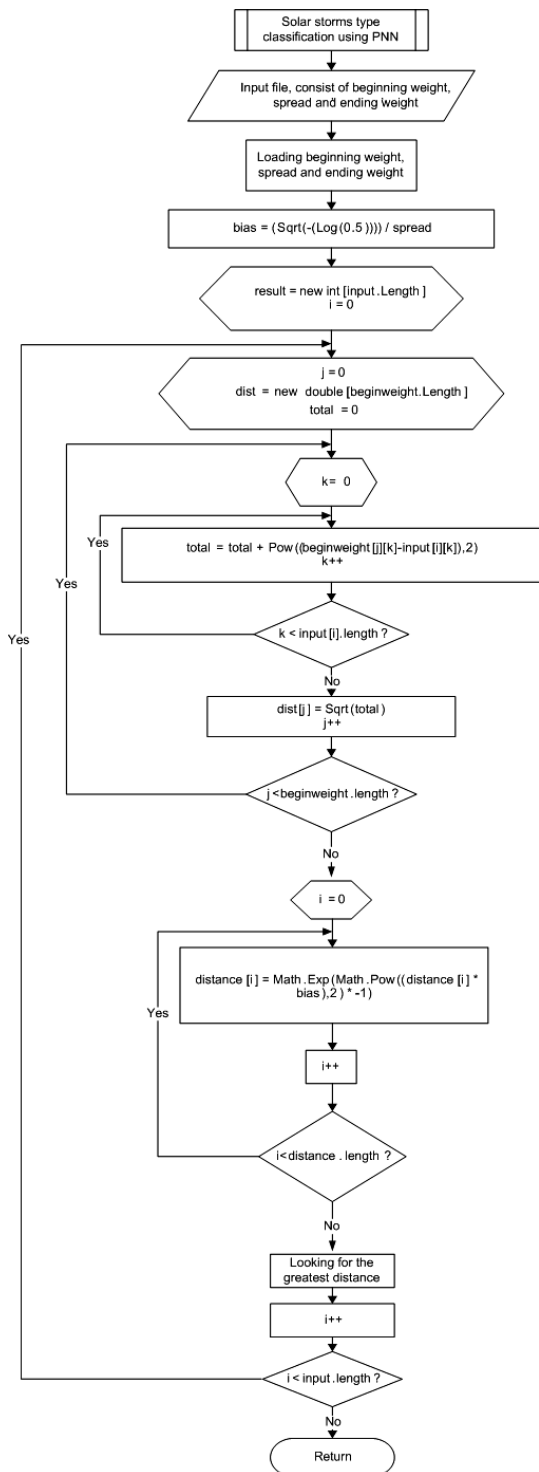 Solar storms type
classification using PNN
Input file, consist of beginning weight,
spread and ending weight
Loading beginning weight,
spread and ending weight
bias = (Sqrt(-(Log(0.5)))) / spread
result = new int [input.Length]
i = 0
j = 0
dist = new double [beginweight.Length]
total = 0
k = 0
Yes
total = total + Pow((beginweight[j][k]-input[i][k]),2)
k++
Yes
Yes
k < input[i].length ?
No
dist[j] = Sqrt(total)
j++
j <beginweight.length ?
No
i = 0
distance [i] = Math.Exp(Math.Pow((distance [i] *
bias),2) * -1)
Yes
i++
i<distance . length ?
No
Looking for the
greatest distance
i++
i < input.length ?
No
Return